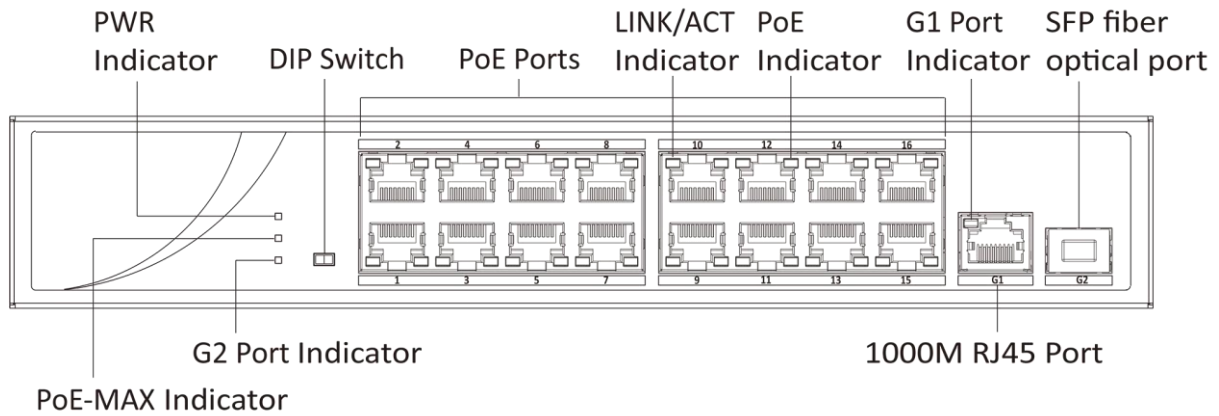 PWR
Indicator
DIP Switch
PoE Ports
LINK/ACT
Indicator
PoE
Indicator
G1 Port
Indicator
SFP fiber
optical port
2 4 6 8 10 12 14 16
1 3 5 7 9 11 13 15 G1 G2
G2 Port Indicator
1000M RJ45 Port
PoE-MAX Indicator